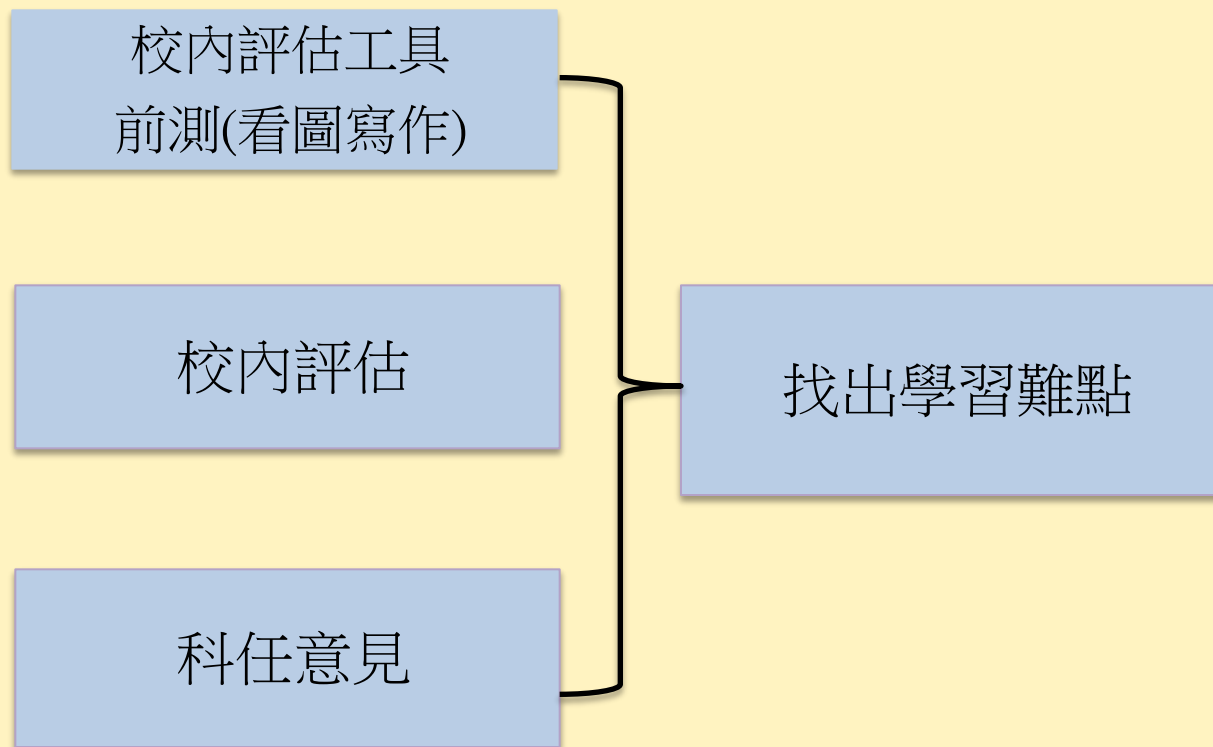 校內評估工具
前測(看圖寫作)
校內評估
找出學習難點
科任意見